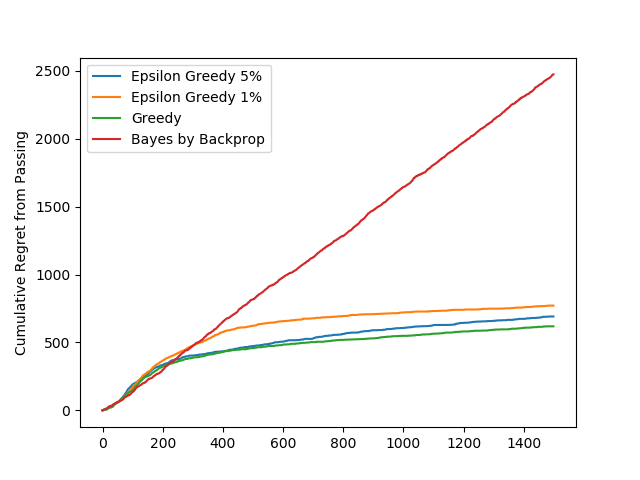 Epsilon Greedy 5%
Epsilon Greedy 1%
Greedy
Bayes by Backprop
Cumulative Regret from Passing
2500
2000
1500
1000
500
0
0 200 400 600 800 1000 1200 1400